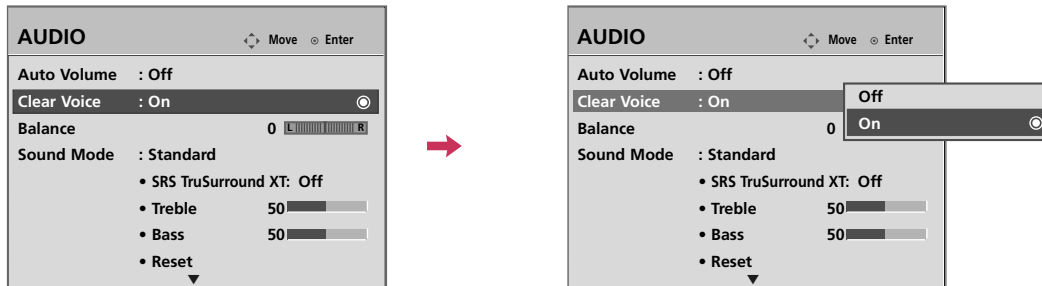 AUDIO
Move
Enter
Auto Volume : Off
Clear Voice : On
Balance 0 L R
Sound Mode : Standard
• SRS TruSurround XT: Off
• Treble 50
• Bass 50
• Reset
AUDIO
Move
Enter
Auto Volume : Off
Clear Voice : On
Balance 0
Sound Mode : Standard
• SRS TruSurround XT: Off
• Treble 50
• Bass 50
• Reset
Off
On